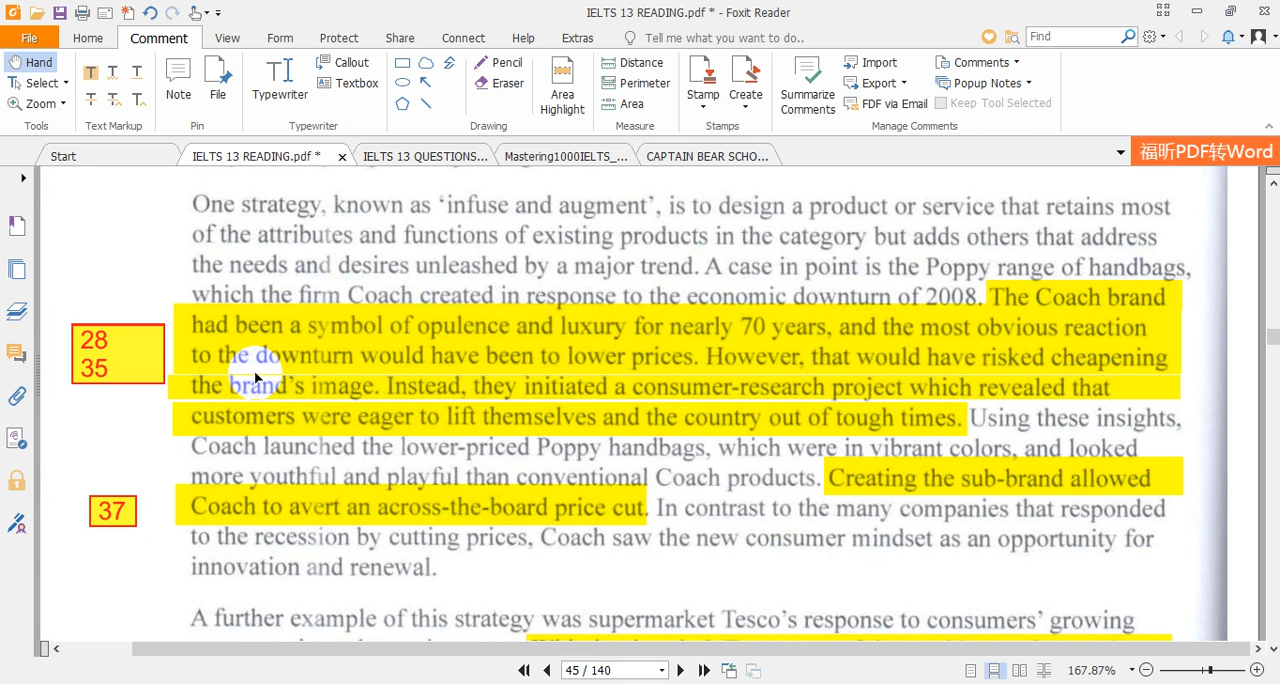 IELTS 13 READING.pdf * - Foxit Reader
File Home Comment View Form Protect Share Connect Help Extras Tell me what you want to do.. Find
Hand
Select
Zoom
Tools
Text Markup
Note
File
Pin
Typewriter
Callout
Textbox
Typewriter
Pencil
Eraser
Drawing
Area
Highlight
Distance
Perimeter
Area
Measure
Stamp
Create
Stamps
Summarize
Comments
Import
Export
FDF via Email
Comments
Popup Notes
Keep Tool Selected
Manage Comments
Start
IELTS 13 READING.pdf *
IELTS 13 QUESTIONS...
Mastering1000IELTS_...
CAPTAIN BEAR SCHO...
福昕PDF转Word
One strategy, known as ‘infuse and augment’, is to design a product or service that retains most
of the attributes and functions of existing products in the category but adds others that address
the needs and desires unleashed by a major trend. A case in point is the Poppy range of handbags,
which the firm Coach created in response to the economic downturn of 2008. The Coach brand
had been a symbol of opulence and luxury for nearly 70 years, and the most obvious reaction
to the downturn would have been to lower prices. However, that would have risked cheapening
the brand’s image. Instead, they initiated a consumer-research project which revealed that
customers were eager to lift themselves and the country out of tough times. Using these insights,
Coach launched the lower-priced Poppy handbags, which were in vibrant colors, and looked
more youthful and playful than conventional Coach products. Creating the sub-brand allowed
Coach to avert an across-the-board price cut. In contrast to the many companies that responded
to the recession by cutting prices, Coach saw the new consumer mindset as an opportunity for
innovation and renewal.
A further example of this strategy was supermarket Tesco’s response to consumers’ growing
28
35
37
45 / 140
167.87%